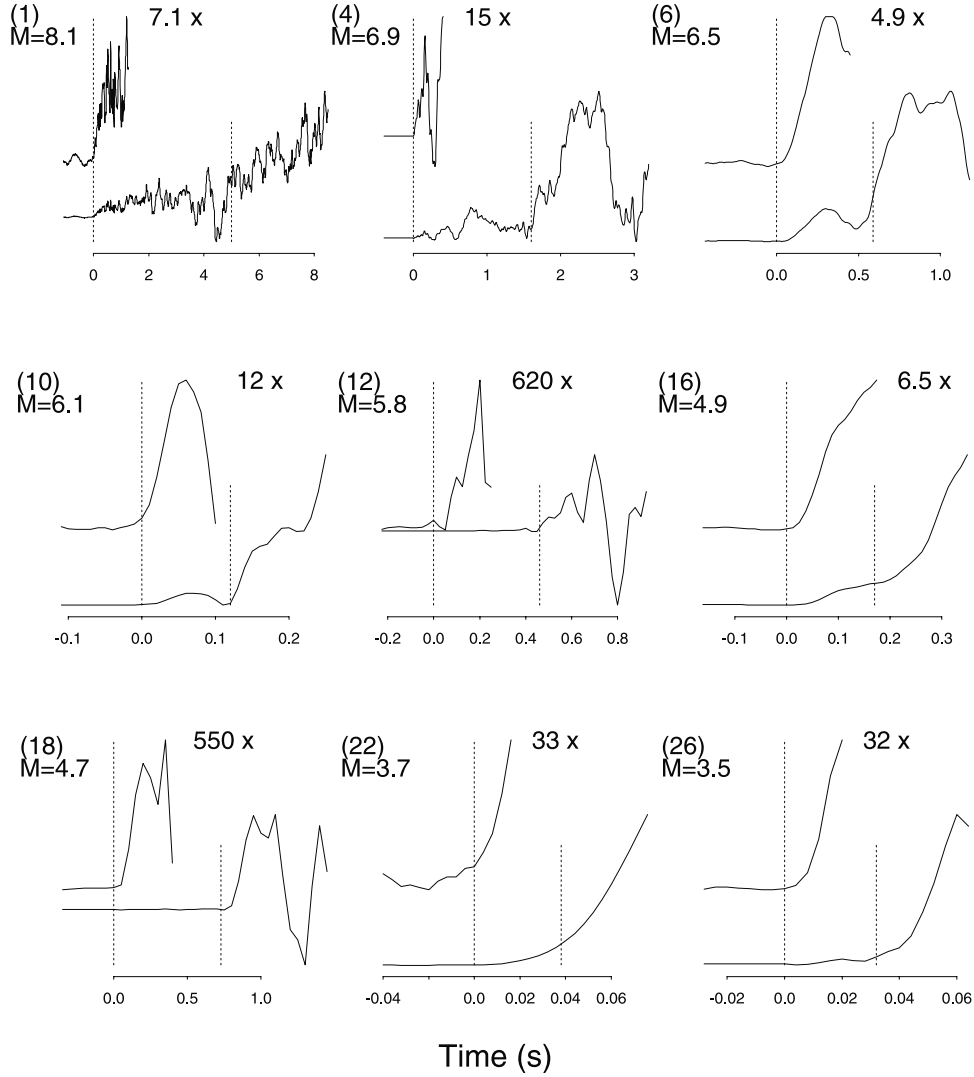 (1) 7.1 x (4) 15 x (6) 4.9 x
M=8.1 M=6.9 M=6.5
0 2 4 6 8 0 1 2 3 0.0 0.5 1.0
(10) 12 x (12) 620 x (16) 6.5 x
M=6.1 M=5.8 M=4.9
-0.1 0.0 0.1 0.2 -0.2 0.0 0.2 0.4 0.6 0.8 -0.1 0.0 0.1 0.2 0.3
(18) 550 x (22) 33 x (26) 32 x
M=4.7 M=3.7 M=3.5
0.0 0.5 1.0 -0.04 0.0 0.02 0.04 0.06 -0.02 0.0 0.02 0.04 0.06
Time (s)